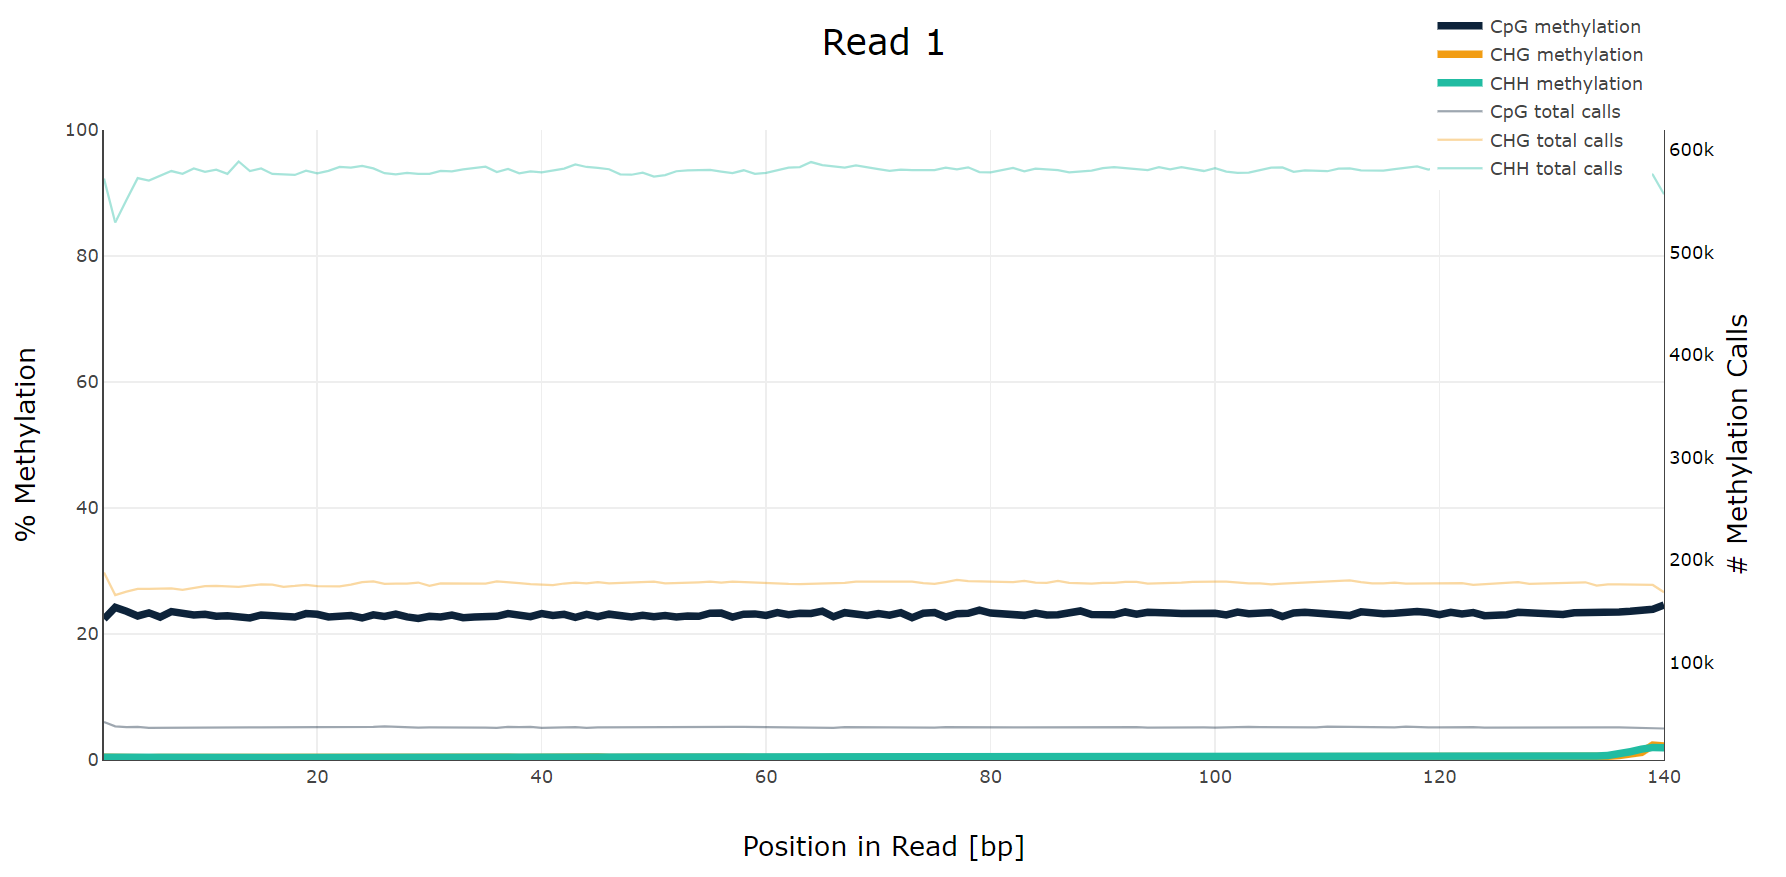 Read 1
CpG methylation
CHG methylation
CHH methylation
CpG total calls
CHG total calls
CHH total calls
100
80
60
40
20
0
% Methylation
600k
500k
400k
300k
200k
100k
# Methylation Calls
20
40
60
80
100
120
140
Position in Read [bp]